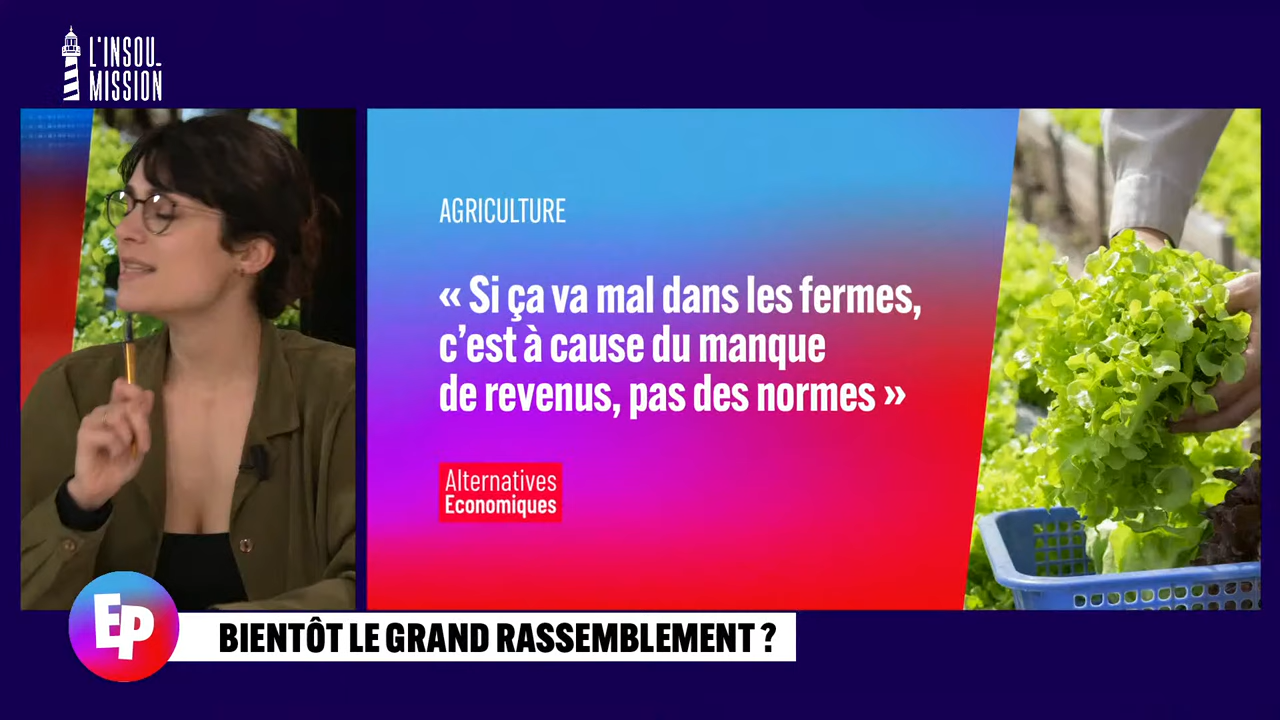 L'INSOU-
MISSION
AGRICULTURE
« Si ça va mal dans les fermes,
c'est à cause du manque
de revenus, pas des normes »
Alternatives
Economiques
EP
BIENTÔT LE GRAND RASSEMBLEMENT ?